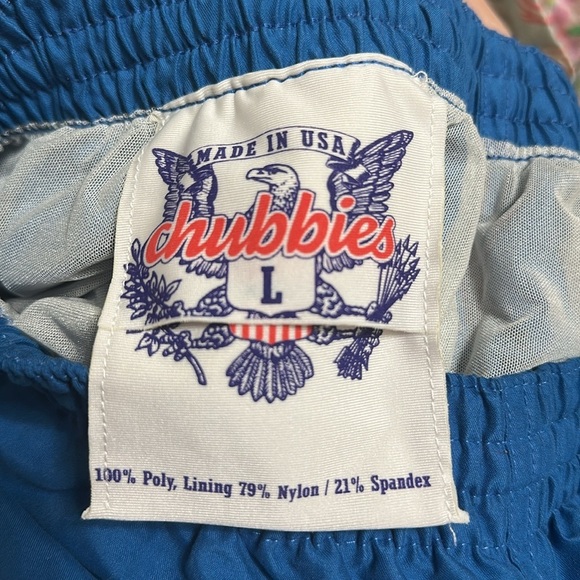 MADE IN USA
chubbies
L
100% Poly, Lining 79% Nylon / 21% Spandex